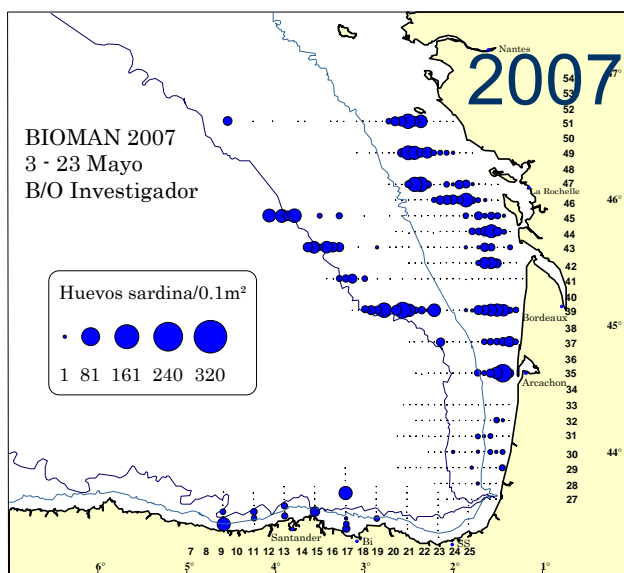 Nantes
2007
47°
54
53
52
51
BIOMAN 2007
50
3 - 23 Mayo
49
B/O Investigador
48
47
La Rochelle
46
46°
45
44
43
42
41
Huevos sardina/0.1m²
40
39
Bordeaux
45°
38
37
1 81 161 240 320
36
35
Arcachon
34
33
32
31
30
44°
29
28
27
Santander
Bi
SS
7 8 9 10 11 12 13 14 15 16 17 18 19 20 21 22 23 24 25
6° 5° 4° 3° 2° 1°